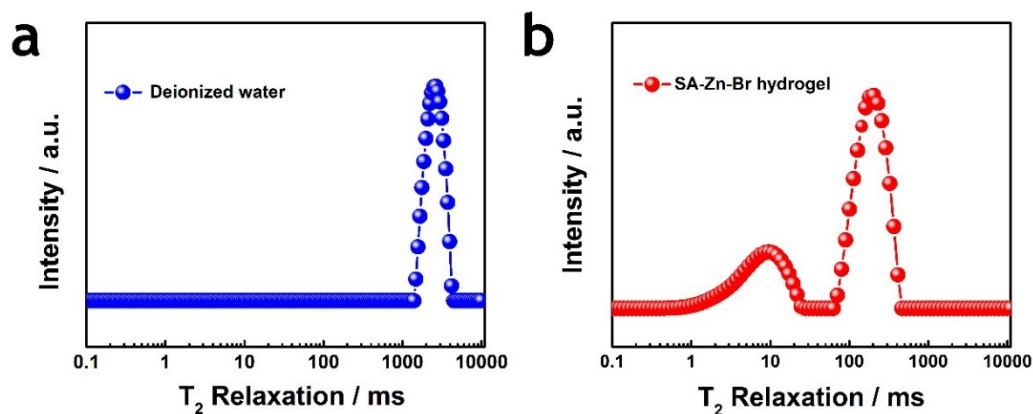 a
Deionized water
Intensity / a.u.
0.1 1 10 100 1000 10000
T₂ Relaxation / ms
b
SA-Zn-Br hydrogel
Intensity / a.u.
0.1 1 10 100 1000 10000
T₂ Relaxation / ms